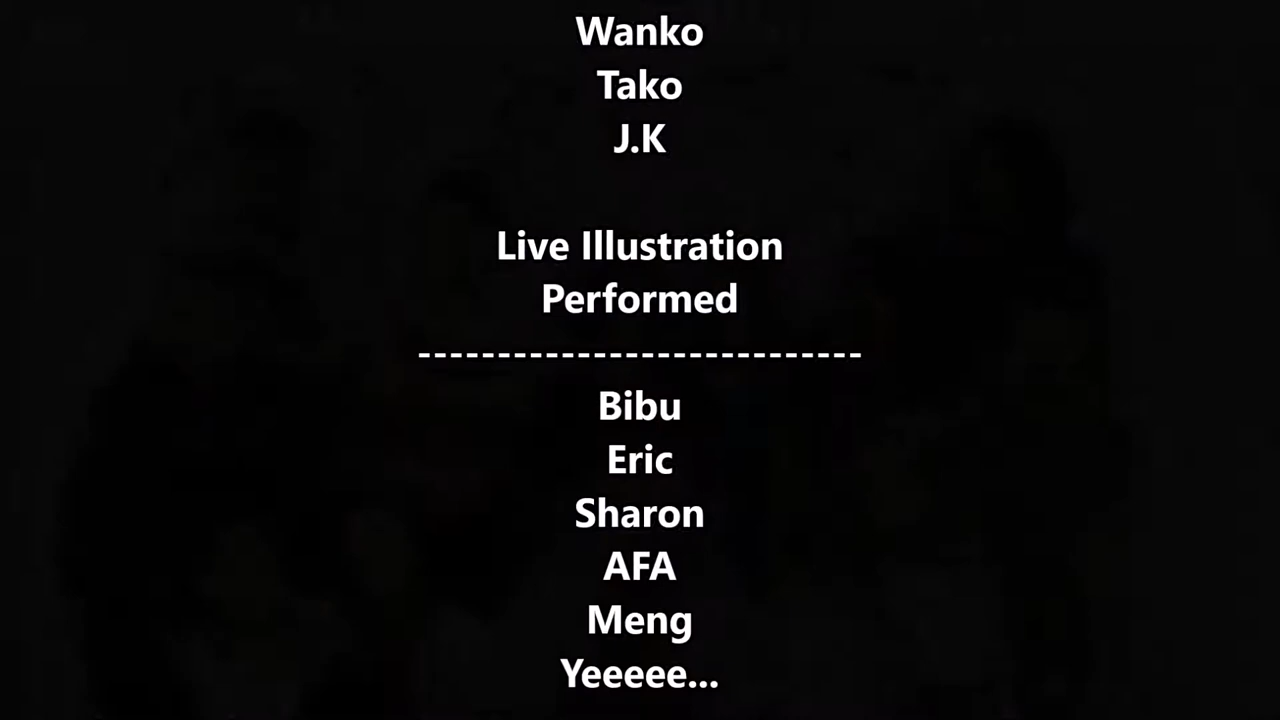 Wanko
Tako
J.K
Live Illustration
Performed
----------------------------
Bibu
Eric
Sharon
AFA
Meng
Yeeeee...